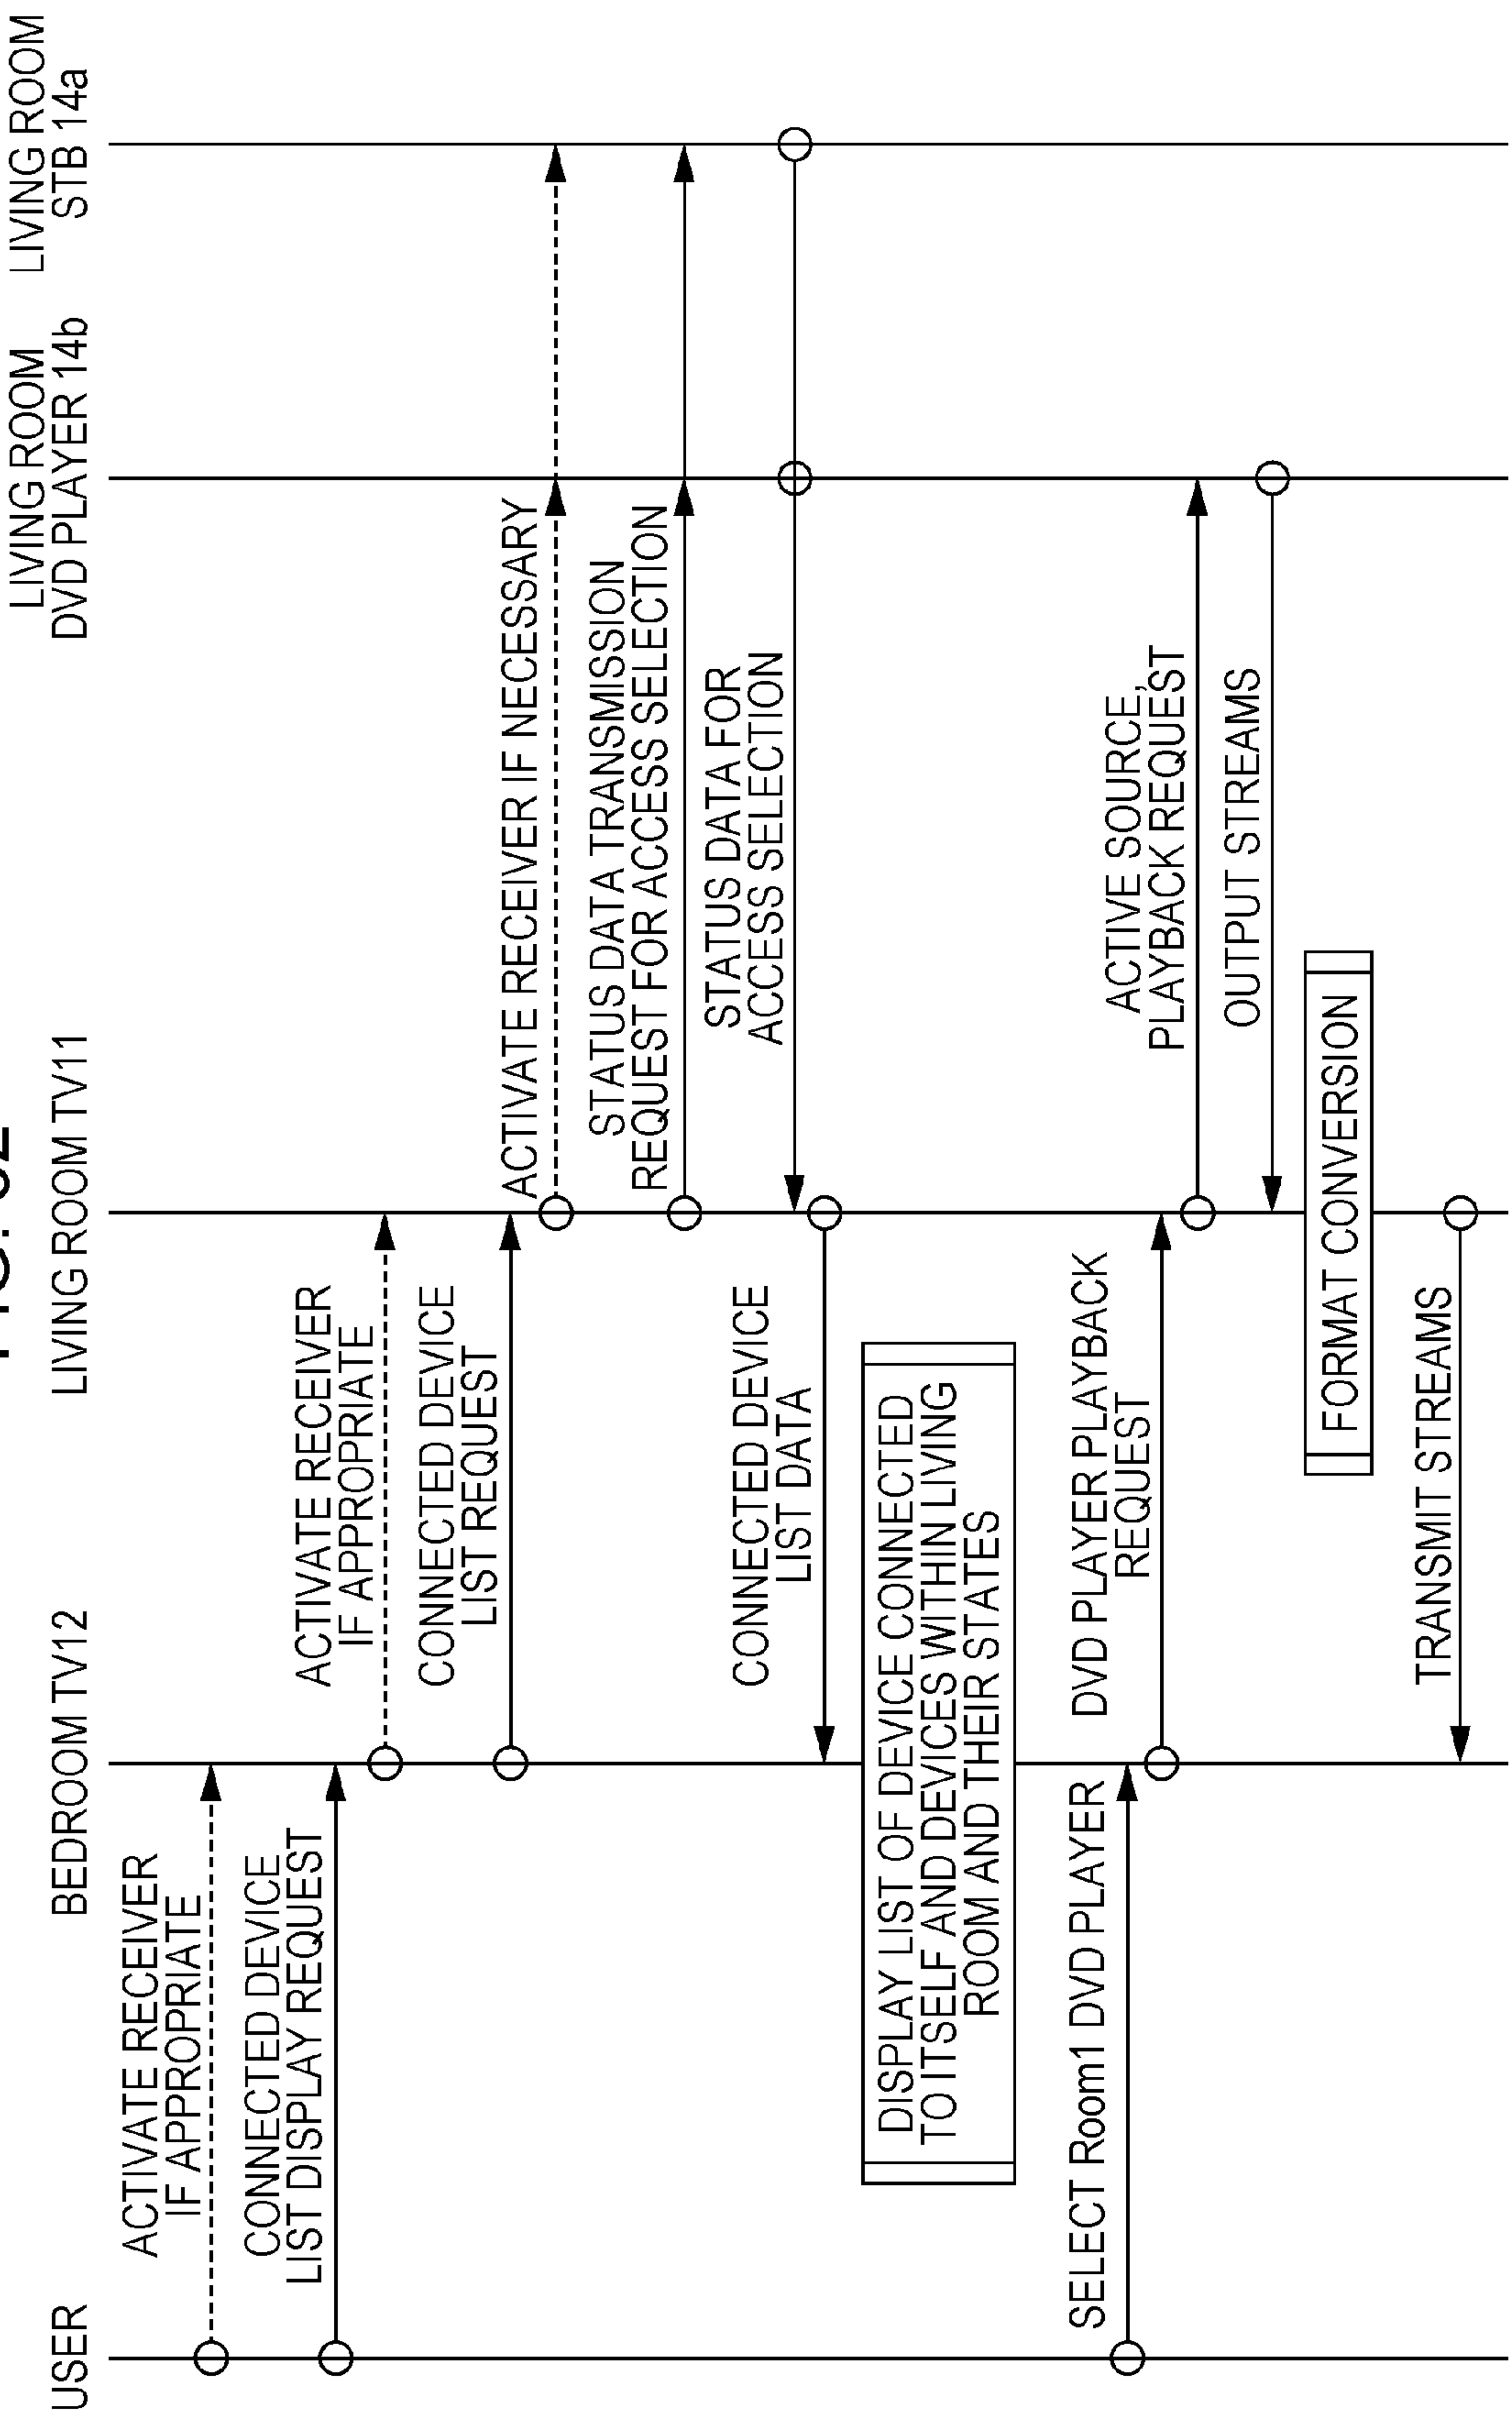 USER
BEDROOM TV12
LIVING ROOM TV11
LIVING ROOM
DVD PLAYER 14b
LIVING ROOM
STB 14a
ACTIVATE RECEIVER
IF APPROPRIATE
CONNECTED DEVICE
LIST DISPLAY REQUEST
ACTIVATE RECEIVER
IF APPROPRIATE
CONNECTED DEVICE
LIST REQUEST
ACTIVATE RECEIVER IF NECESSARY
STATUS DATA TRANSMISSION
REQUEST FOR ACCESS SELECTION
STATUS DATA FOR
ACCESS SELECTION
CONNECTED DEVICE
LIST DATA
DISPLAY LIST OF DEVICE CONNECTED
TO ITSELF AND DEVICES WITHIN LIVING
ROOM AND THEIR STATES
SELECT Room1 DVD PLAYER
DVD PLAYER PLAYBACK
REQUEST
ACTIVE SOURCE,
PLAYBACK REQUEST
OUTPUT STREAMS
FORMAT CONVERSION
TRANSMIT STREAMS